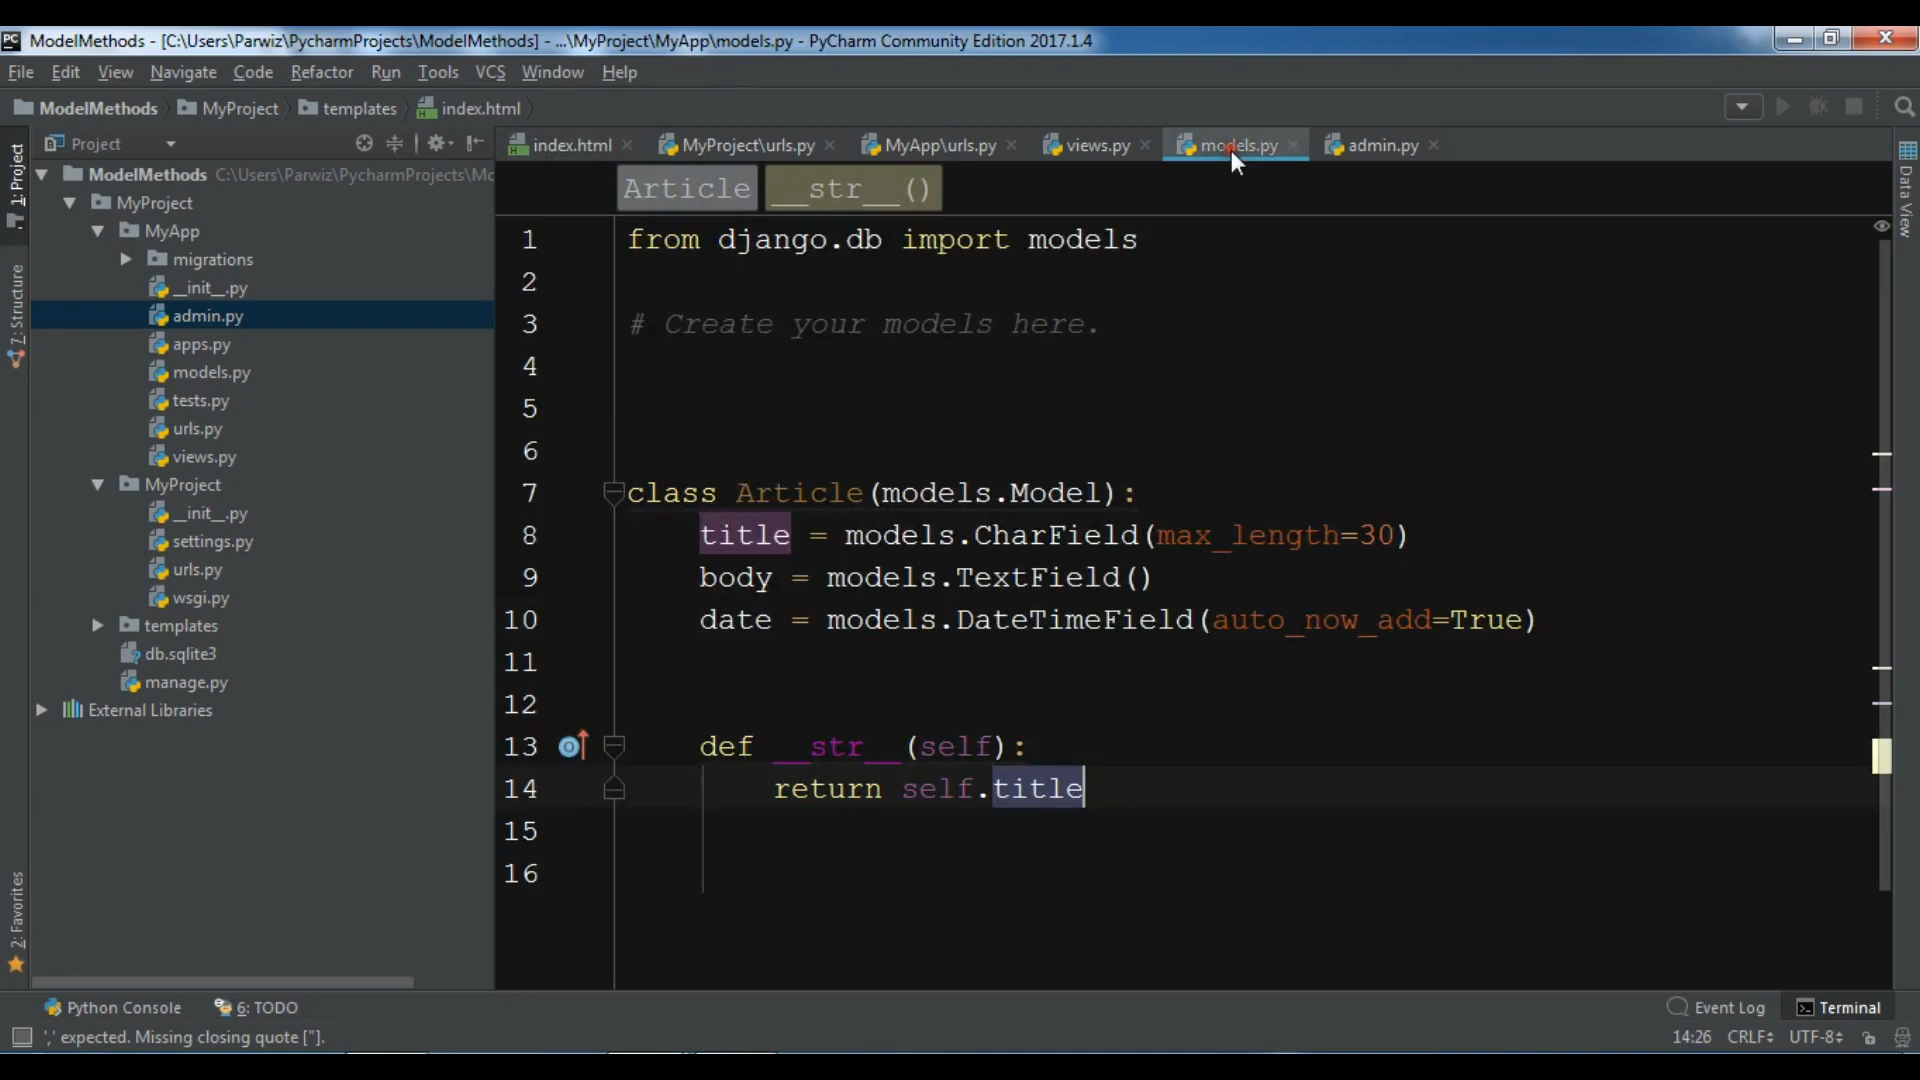 PC ModelMethods - [C:\Users\Parwiz\PycharmProjects\ModelMethods] - ...\MyProject\MyApp\models.py - PyCharm Community Edition 2017.1.4
File Edit View Navigate Code Refactor Run Tools VCS Window Help
ModelMethods MyProject templates index.html
1: Project
7: Structure
2: Favorites
Project
ModelMethods C:\Users\Parwiz\PycharmProjects\Mc
MyProject
MyApp
migrations
__init__.py
admin.py
apps.py
models.py
tests.py
urls.py
views.py
MyProject
__init__.py
settings.py
urls.py
wsgi.py
templates
db.sqlite3
manage.py
External Libraries
index.html MyProject\urls.py MyApp\urls.py views.py models.py admin.py
Article __str__()
1 from django.db import models
2
3 # Create your models here.
4
5
6
7 class Article(models.Model):
8 title = models.CharField(max_length=30)
9 body = models.TextField()
10 date = models.DateTimeField(auto_now_add=True)
11
12
13 def __str__(self):
14 return self.title
15
16
Data View
Python Console 6: TODO Event Log Terminal
',' expected. Missing closing quote ["]. 14:26 CRLF UTF-8